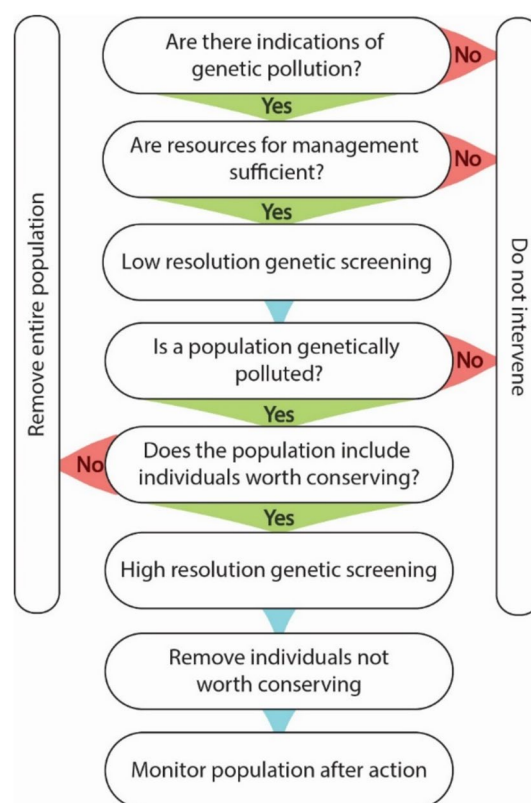 Are there indications of
genetic pollution?
No
Yes
Are resources for management
sufficient?
No
Yes
Low resolution genetic screening
Is a population genetically
polluted?
No
Yes
Does the population include
individuals worth conserving?
No
Yes
High resolution genetic screening
Remove individuals not
worth conserving
Monitor population after action
Remove entire population
Do not intervene